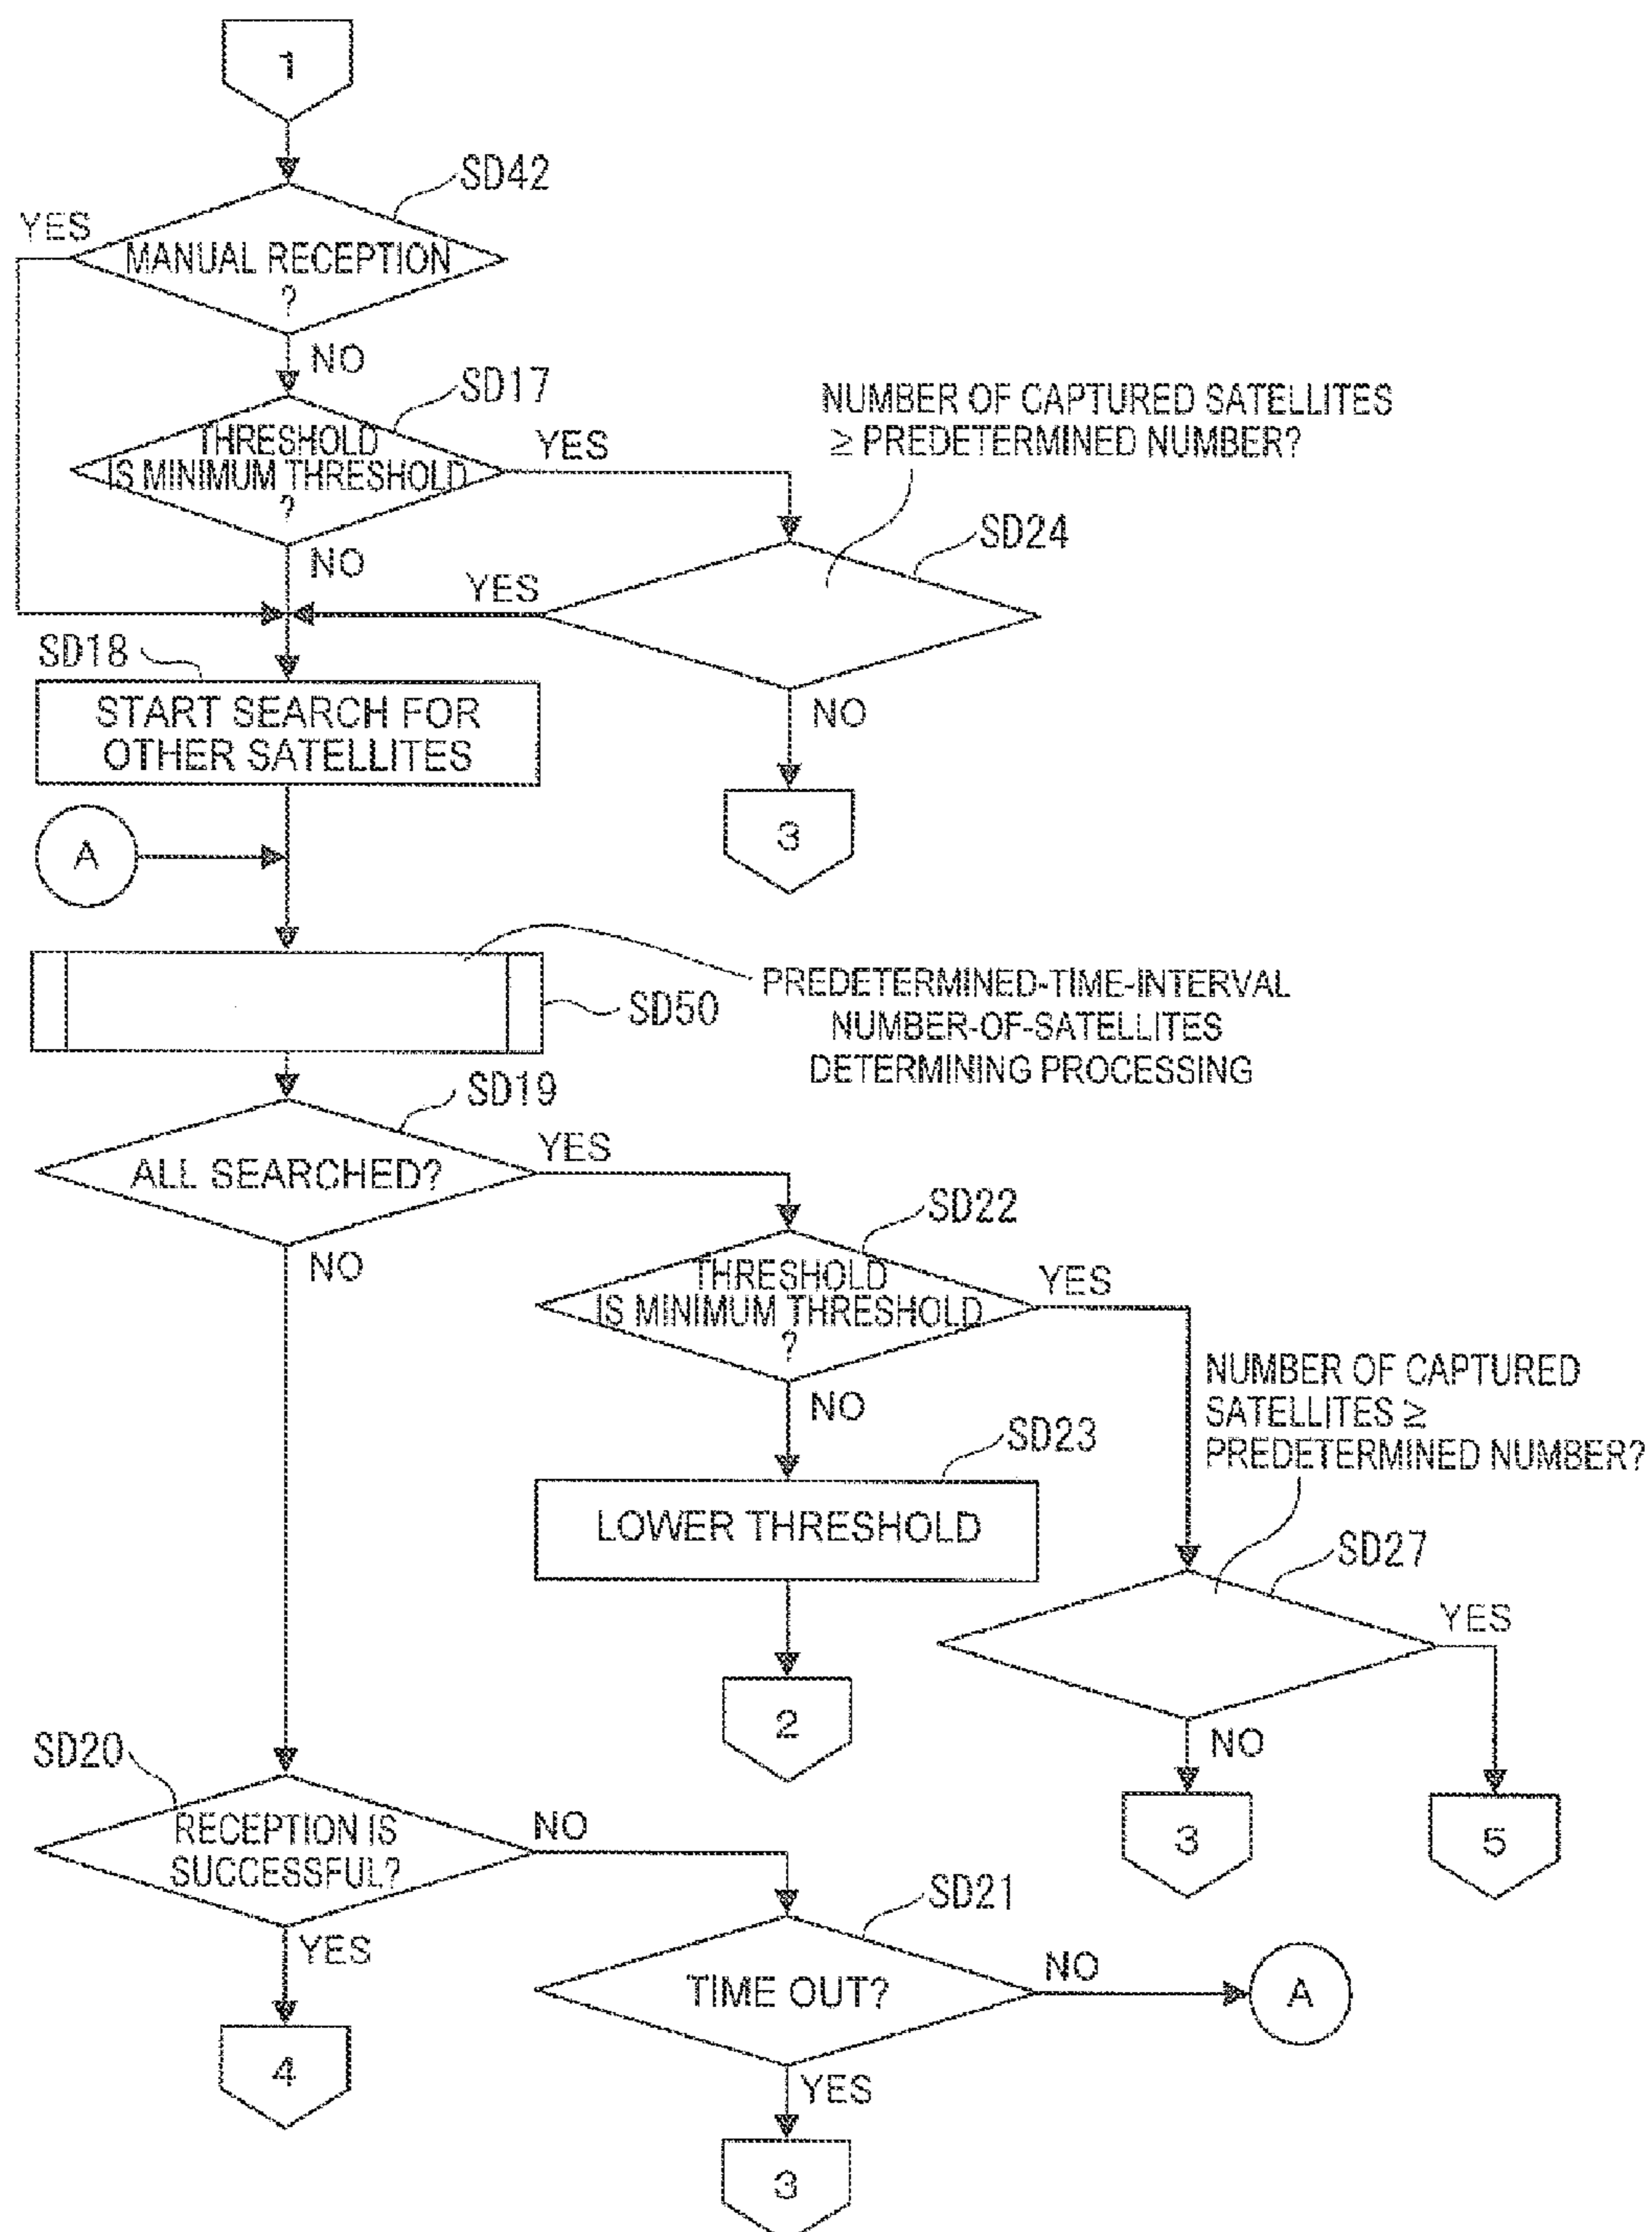 1
SD42
YES
MANUAL RECEPTION
?
NO
SD17
THRESHOLD
IS MINIMUM THRESHOLD
?
YES
NUMBER OF CAPTURED SATELLITES
≥ PREDETERMINED NUMBER?
NO
SD24
YES
SD18
START SEARCH FOR
OTHER SATELLITES
NO
3
A
SD50
PREDETERMINED-TIME-INTERVAL
NUMBER-OF-SATELLITES
DETERMINING PROCESSING
SD19
ALL SEARCHED?
YES
NO
SD22
THRESHOLD
IS MINIMUM THRESHOLD
?
YES
NO
NUMBER OF CAPTURED
SATELLITES ≥
PREDETERMINED NUMBER?
SD23
LOWER THRESHOLD
SD27
YES
2
NO
3
5
SD20
RECEPTION IS
SUCCESSFUL?
NO
YES
SD21
TIME OUT?
NO
A
4
YES
3